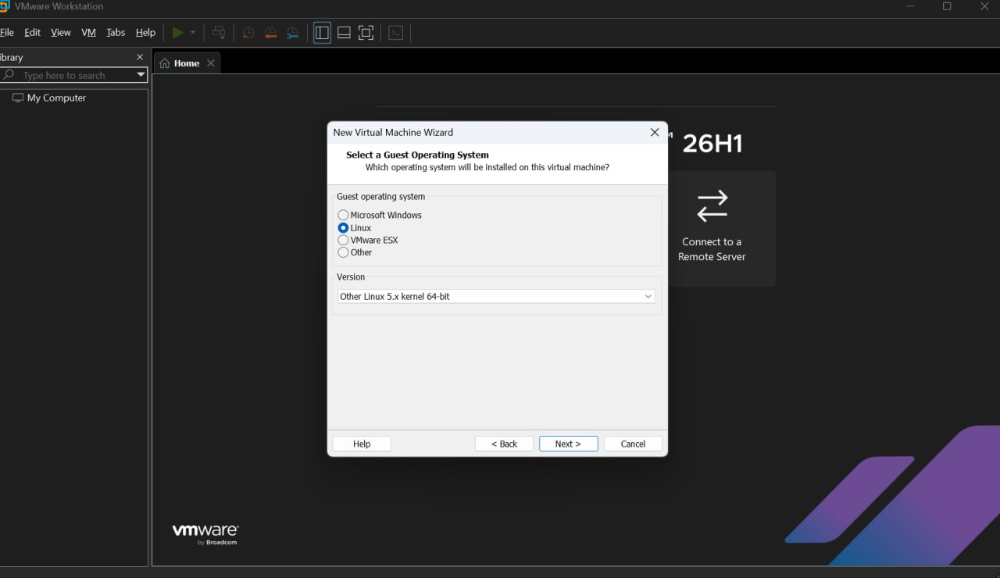 VMware Workstation
File Edit View VM Tabs Help
ibrary
Type here to search
My Computer
Home
26H1
Connect to a
Remote Server
New Virtual Machine Wizard
Select a Guest Operating System
Which operating system will be installed on this virtual machine?
Guest operating system
Microsoft Windows
Linux
VMware ESX
Other
Version
Other Linux 5.x kernel 64-bit
Help
< Back
Next >
Cancel
vmware®
by Broadcom